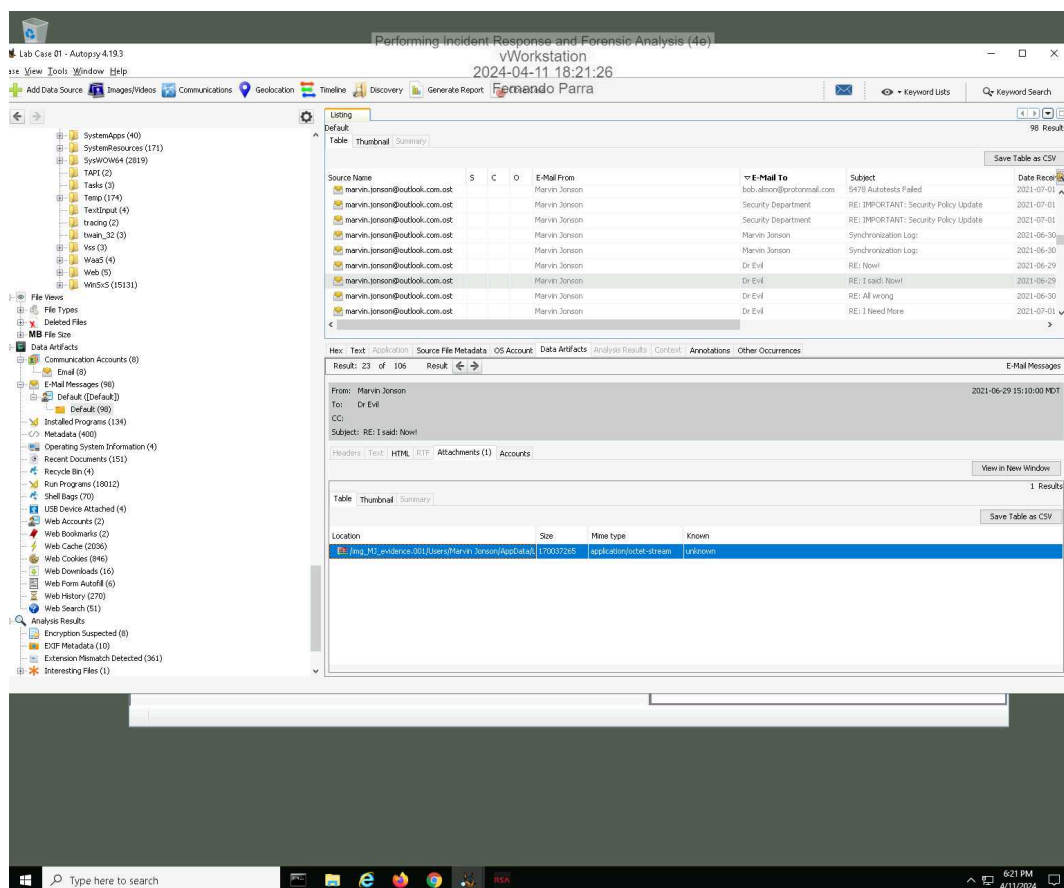 Performing Incident Response and Forensic Analysis (4e)
vWorkstation
2024-04-11 18:21:26
Fernando Parra
Lab Case 01 - Autopsy 4.19.3
View Tools Window Help
Add Data Source Images/Videos Communications Geolocation Timeline Discovery Generate Report Keyword Lists Keyword Search
SystemApps (40)
SystemResources (171)
SysWOW64 (2819)
TAPI (2)
Tasks (3)
Temp (174)
TextInput (4)
tracing (2)
twain_32 (3)
Vss (3)
WaaS (4)
Web (5)
WinSxS (15131)
File Views
File Types
Deleted Files
MB File Size
Data Artifacts
Communication Accounts (8)
Email (8)
E-Mail Messages (98)
Default ([Default])
Default (98)
Installed Programs (134)
Metadata (400)
Operating System Information (4)
Recent Documents (151)
Recycle Bin (4)
Run Programs (18012)
Shell Bags (70)
USB Device Attached (4)
Web Accounts (2)
Web Bookmarks (2)
Web Cache (2036)
Web Cookies (846)
Web Downloads (16)
Web Form Autofill (6)
Web History (270)
Web Search (51)
Analysis Results
Encryption Suspected (8)
EXIF Metadata (10)
Extension Mismatch Detected (361)
Interesting Files (1)
Listing
Default
98 Result
Table Thumbnail Summary
Save Table as CSV
Source Name S C O E-Mail From E-Mail To Subject Date Recei
marvin.jonson@outlook.com.ost Marvin Jonson bob.almon@protonmail.com 5478 Autotests Failed 2021-07-01
marvin.jonson@outlook.com.ost Marvin Jonson Security Department RE: IMPORTANT: Security Policy Update 2021-07-01
marvin.jonson@outlook.com.ost Marvin Jonson Security Department RE: IMPORTANT: Security Policy Update 2021-07-01
marvin.jonson@outlook.com.ost Marvin Jonson Marvin Jonson Synchronization Log: 2021-06-30
marvin.jonson@outlook.com.ost Marvin Jonson Marvin Jonson Synchronization Log: 2021-06-30
marvin.jonson@outlook.com.ost Marvin Jonson Dr Evil RE: Now! 2021-06-29
marvin.jonson@outlook.com.ost Marvin Jonson Dr Evil RE: I said: Now! 2021-06-29
marvin.jonson@outlook.com.ost Marvin Jonson Dr Evil RE: All wrong 2021-06-30
marvin.jonson@outlook.com.ost Marvin Jonson Dr Evil RE: I Need More 2021-07-01
Hex Text Application Source File Metadata OS Account Data Artifacts Analysis Results Context Annotations Other Occurrences
Result: 23 of 106 Result E-Mail Messages
From: Marvin Jonson 2021-06-29 15:10:00 MDT
To: Dr Evil
CC:
Subject: RE: I said: Now!
Headers Text HTML RTF Attachments (1) Accounts
View in New Window
1 Results
Table Thumbnail Summary
Save Table as CSV
Location Size Mime type Known
/img_MJ_evidence.001/Users/Marvin Jonson/AppData/L 170037265 application/octet-stream unknown
Type here to search
RSA
6:21 PM
4/11/2024